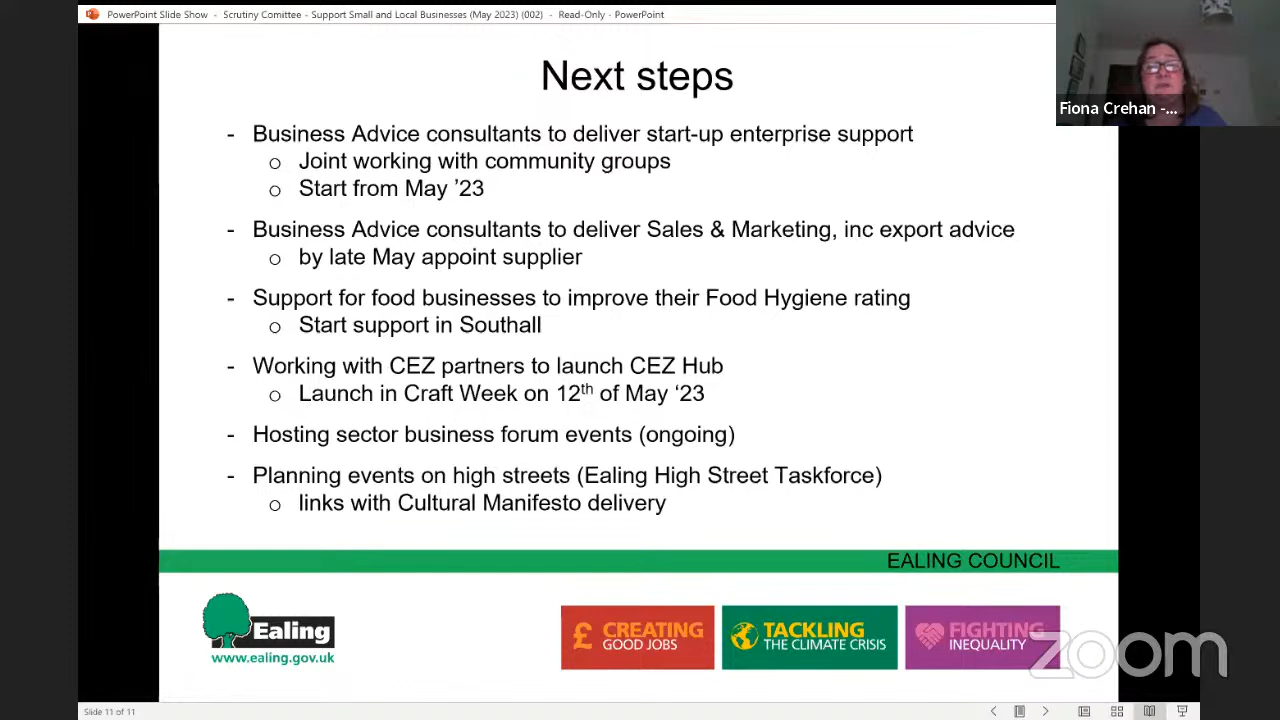 PowerPoint Slide Show - Scrutiny Comittee - Support Small and Local Businesses (May 2023) (002) - Read-Only - PowerPoint
Fiona Crehan -...
Next steps
- Business Advice consultants to deliver start-up enterprise support
o Joint working with community groups
o Start from May ’23
- Business Advice consultants to deliver Sales & Marketing, inc export advice
o by late May appoint supplier
- Support for food businesses to improve their Food Hygiene rating
o Start support in Southall
- Working with CEZ partners to launch CEZ Hub
o Launch in Craft Week on 12th of May ‘23
- Hosting sector business forum events (ongoing)
- Planning events on high streets (Ealing High Street Taskforce)
o links with Cultural Manifesto delivery
EALING COUNCIL
Ealing
www.ealing.gov.uk
£ CREATING
GOOD JOBS
TACKLING
THE CLIMATE CRISIS
FIGHTING
INEQUALITY
zoom
Slide 11 of 11